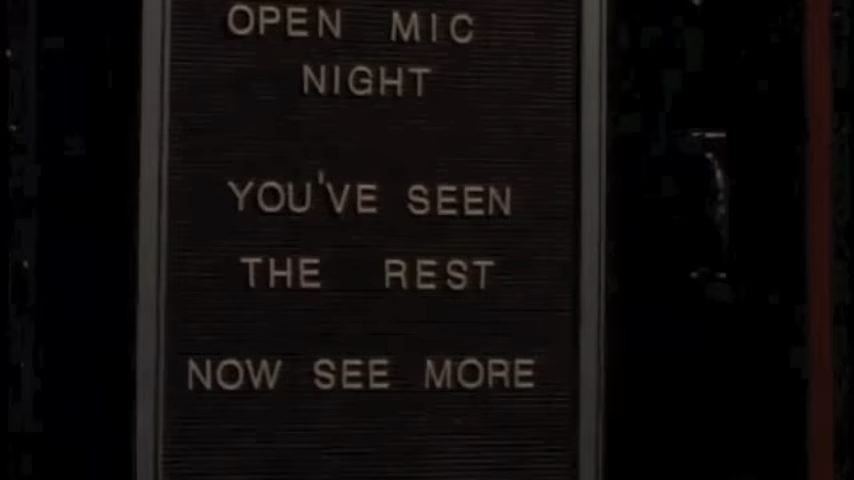 OPEN MIC
NIGHT
YOU'VE SEEN
THE REST
NOW SEE MORE